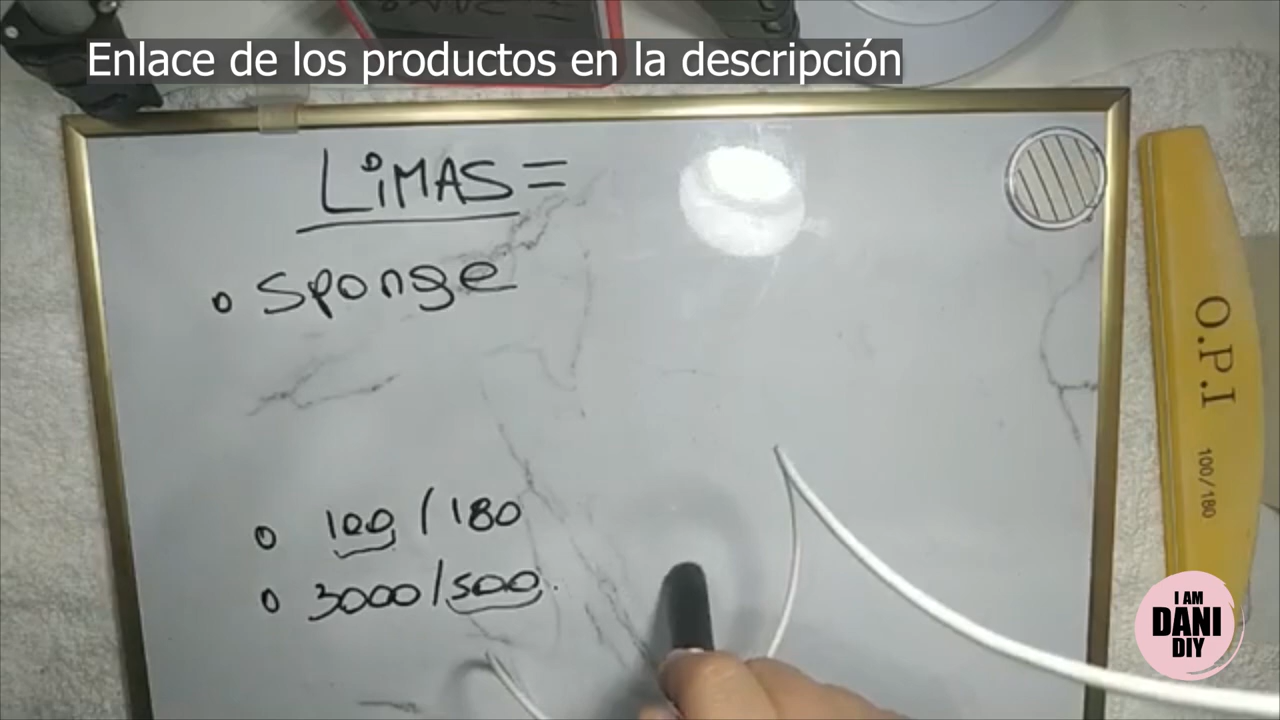 Enlace de los productos en la descripción
LiMAS=
• Sponge
• 100/180
• 3000/500.
O.P.I
100/180
I AM
DANI
DIY